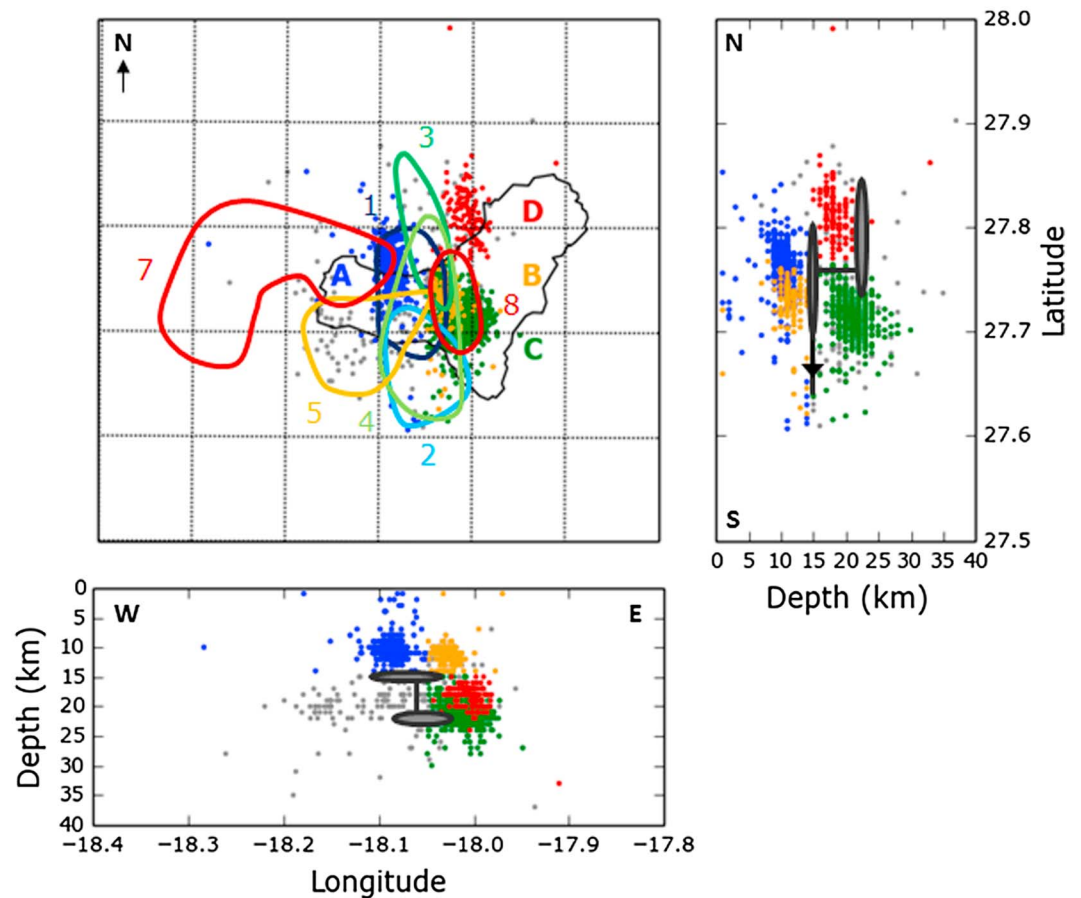 N
3
1
D
A
B
7
8
C
5
4
2
N
S
28.0
27.9
27.8
27.7
27.6
27.5
Latitude
0 5 10 15 20 25 30 35 40
Depth (km)
W
E
0
5
10
15
20
25
30
35
40
Depth (km)
−18.4 −18.3 −18.2 −18.1 −18.0 −17.9 −17.8
Longitude